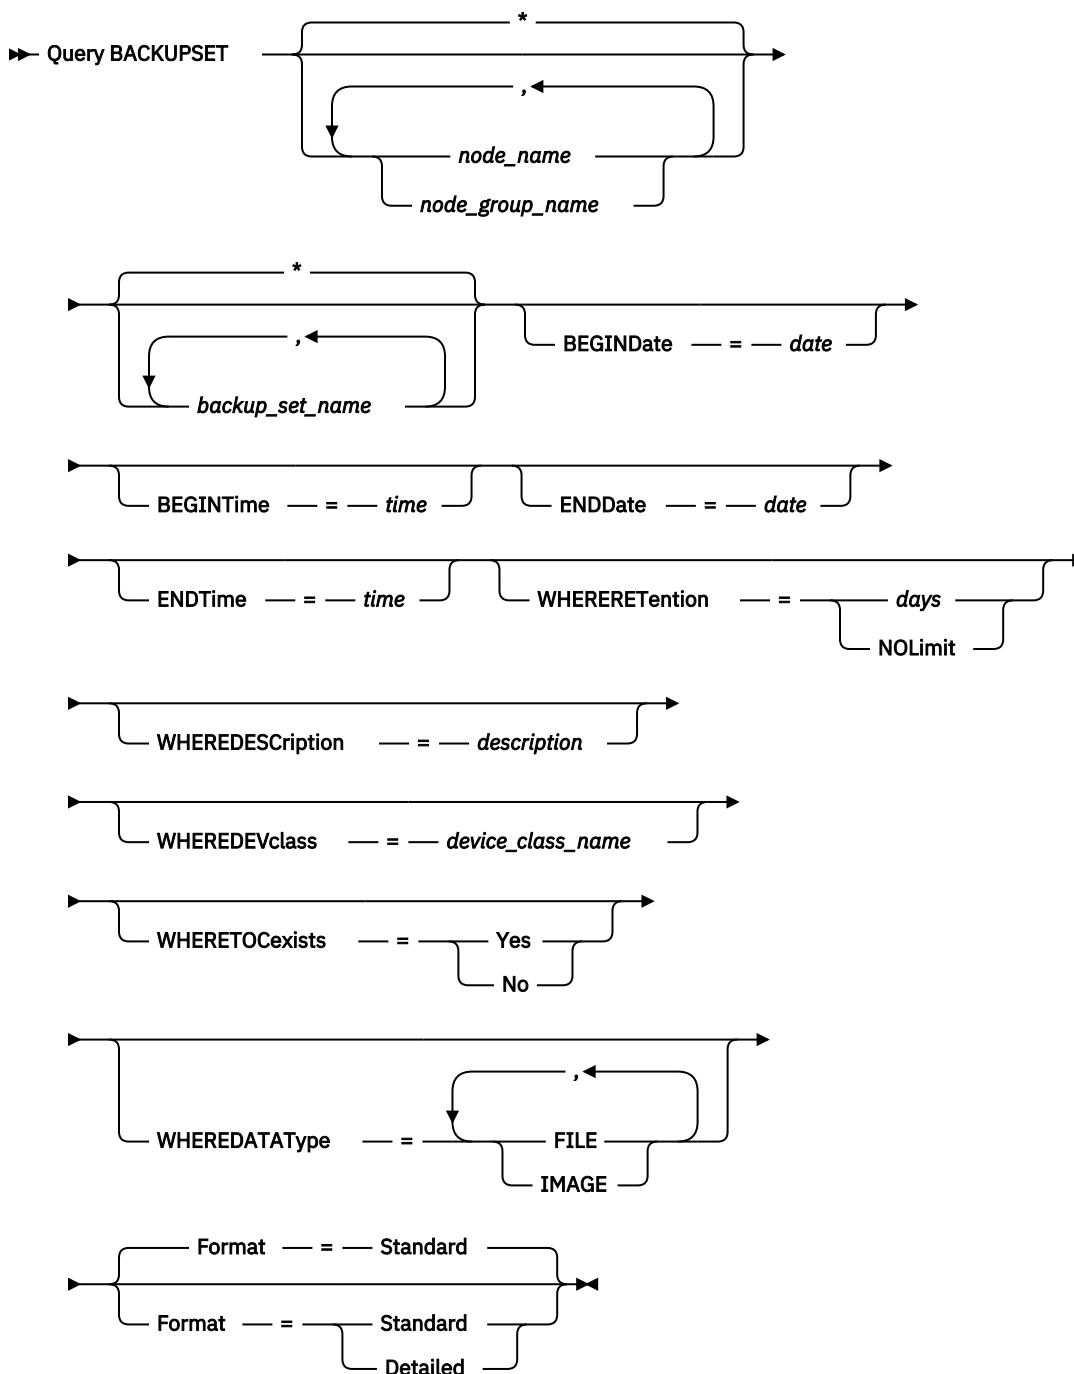 *
Query BACKUPSET
,
node_name
node_group_name
*
,
backup_set_name
BEGINDate = date
BEGINTime = time ENDDate = date
ENDTime = time WHERERETention = days
NOLimit
WHEREDESCription = description
WHEREDEVclass = device_class_name
WHERETOCexists = Yes
No
,
WHEREDATAType = FILE
IMAGE
Format = Standard
Format = Standard
Detailed